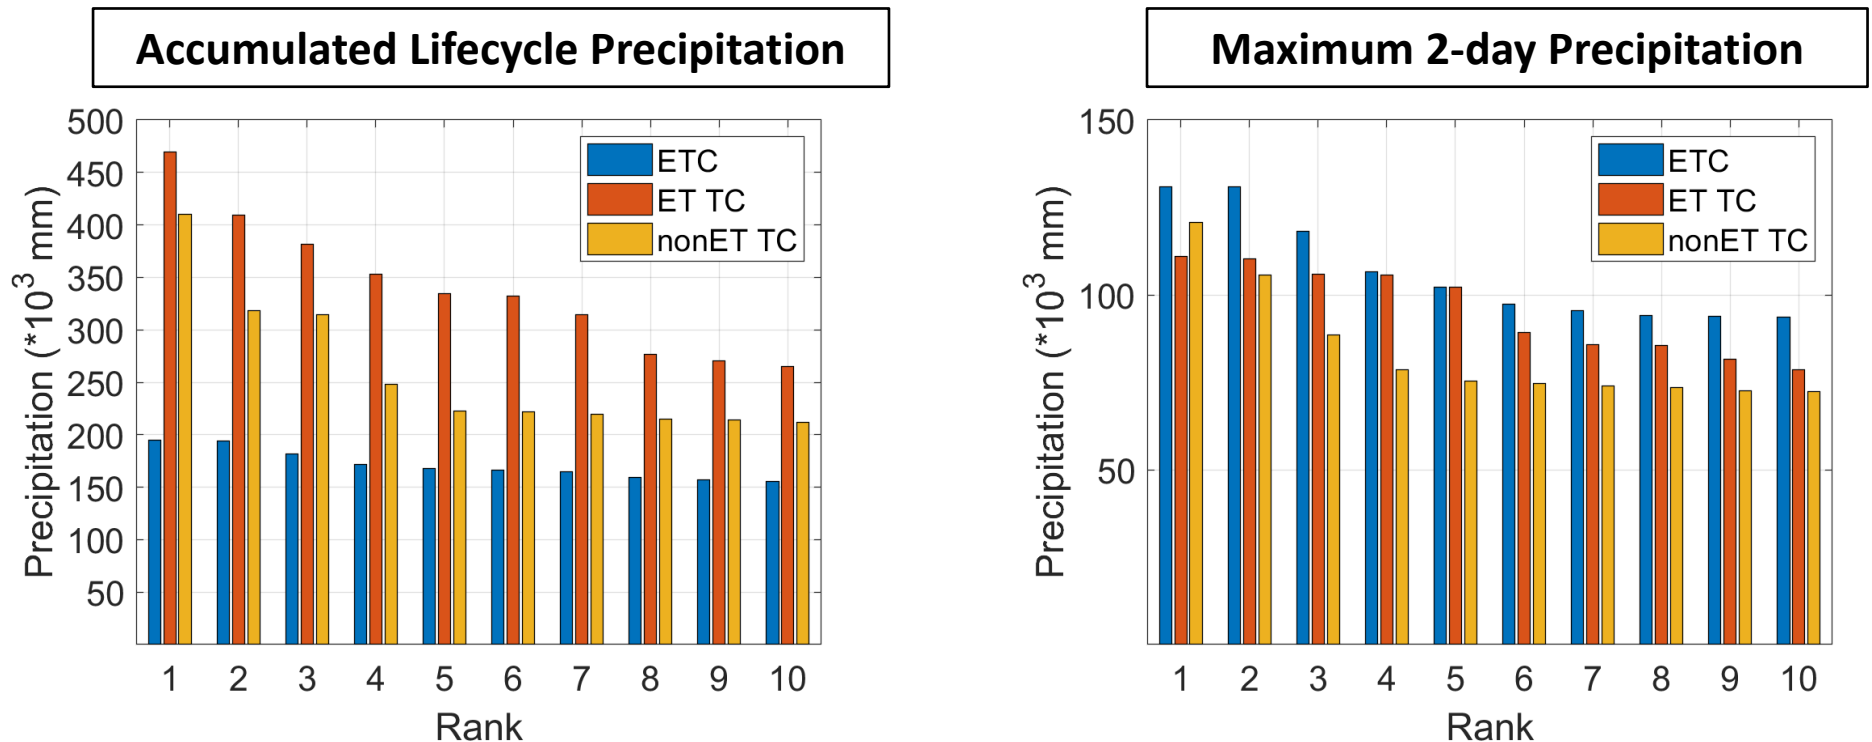 Accumulated Lifecycle Precipitation
Precipitation (*10³ mm)
500
450
400
350
300
250
200
150
100
50
ETC
ET TC
nonET TC
1 2 3 4 5 6 7 8 9 10
Rank
Maximum 2-day Precipitation
Precipitation (*10³ mm)
150
100
50
ETC
ET TC
nonET TC
1 2 3 4 5 6 7 8 9 10
Rank